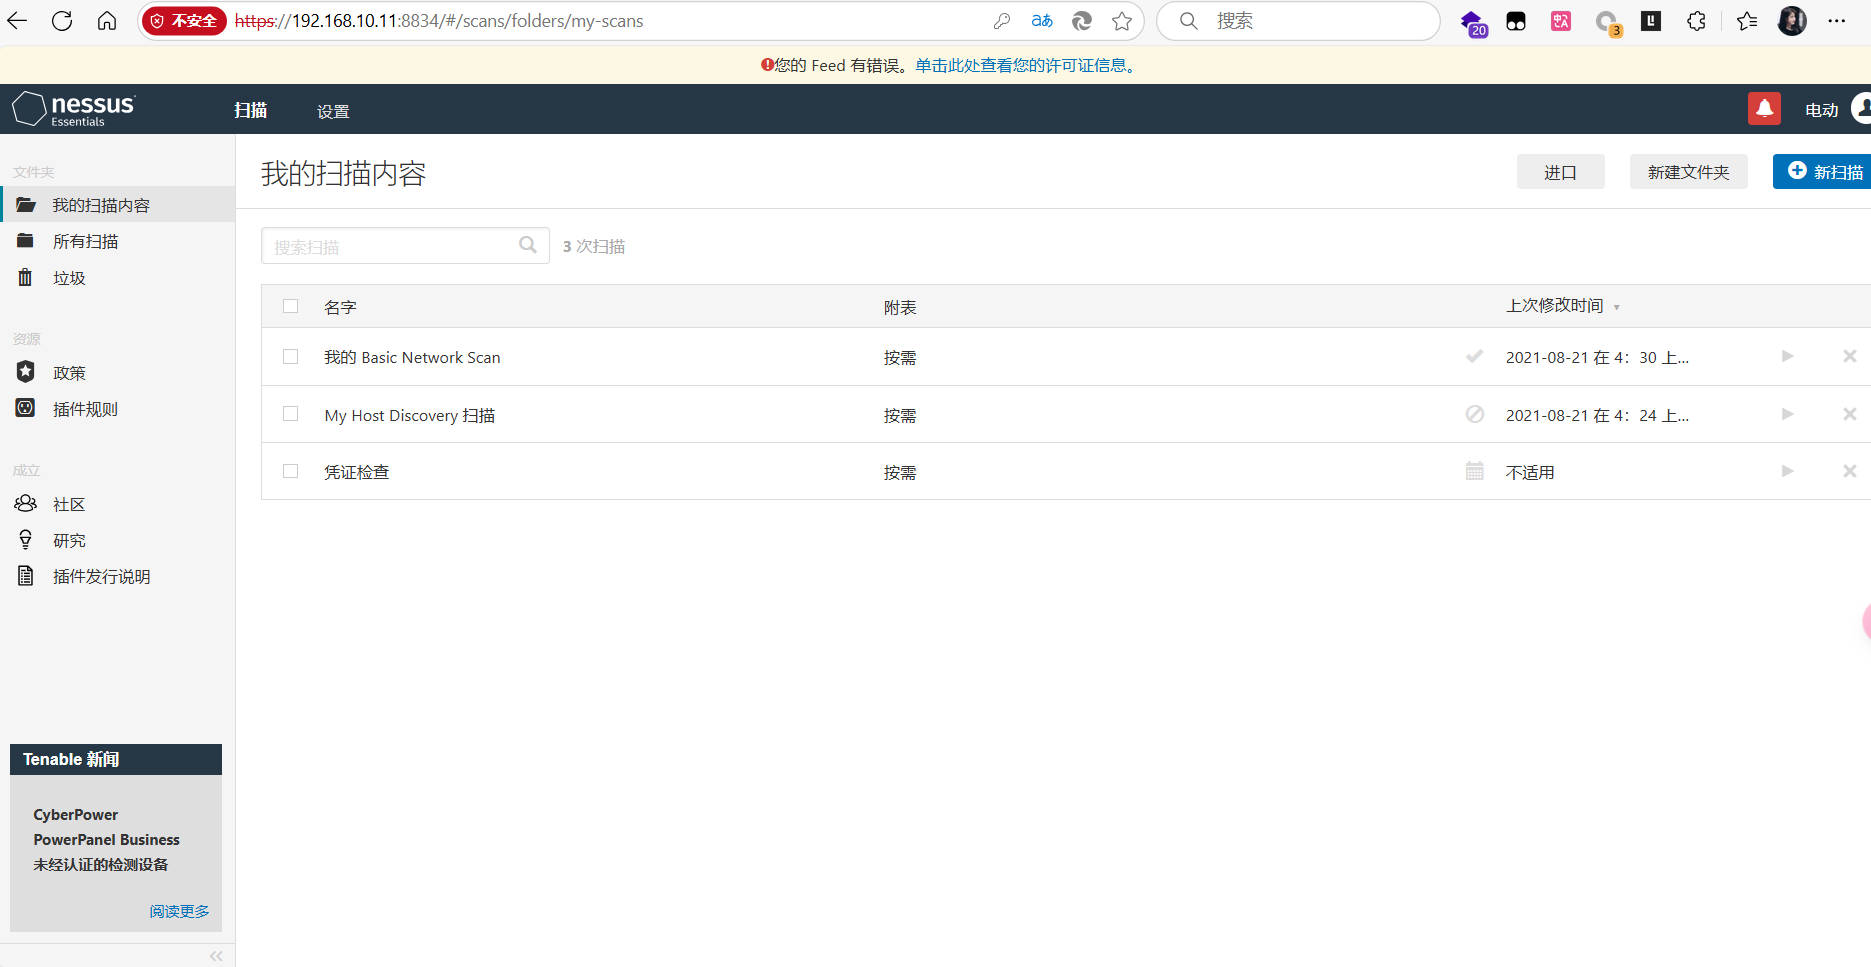 不安全 https://192.168.10.11:8834/#/scans/folders/my-scans aあ 搜索 20 中A 3
您的 Feed 有错误。单击此处查看您的许可证信息。
nessus Essentials 扫描 设置 电动
文件夹
我的扫描内容
所有扫描
垃圾
资源
政策
插件规则
成立
社区
研究
插件发行说明
Tenable 新闻
CyberPower
PowerPanel Business
未经认证的检测设备
阅读更多
我的扫描内容 进口 新建文件夹 新扫描
搜索扫描 3 次扫描
名字 附表 上次修改时间
我的 Basic Network Scan 按需 2021-08-21 在 4：30 上...
My Host Discovery 扫描 按需 2021-08-21 在 4：24 上...
凭证检查 按需 不适用